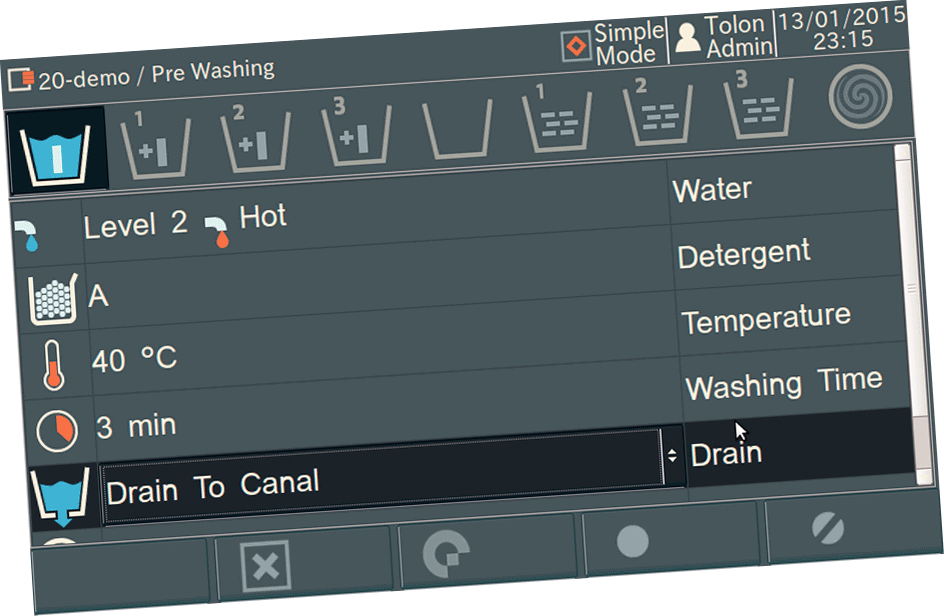 20-demo / Pre Washing
Simple
Mode
Tolon
Admin
13/01/2015
23:15
1
2
3
1
2
3
Level 2 Hot
Water
A
Detergent
40 °C
Temperature
3 min
Washing Time
Drain To Canal
Drain